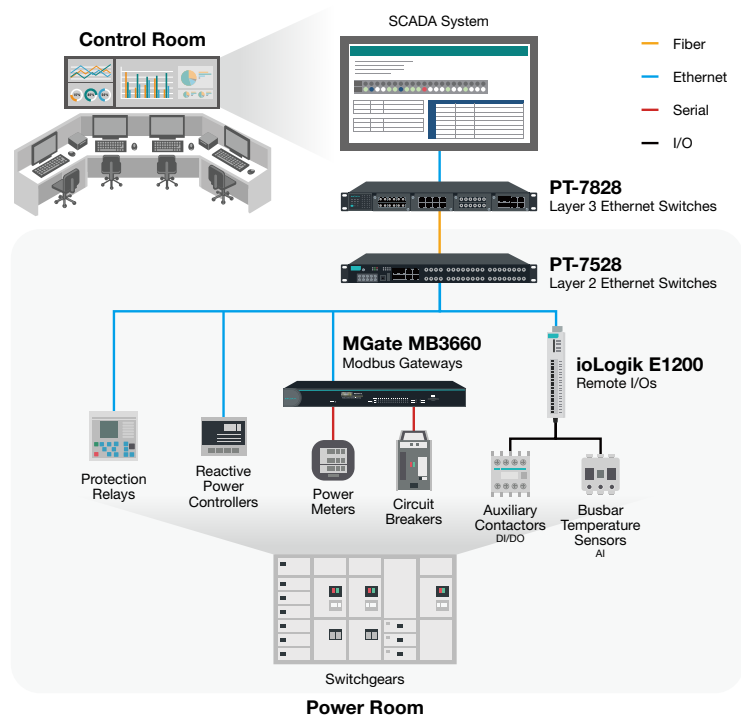 SCADA System
Control Room
Fiber
Ethernet
Serial
I/O
PT-7828
Layer 3 Ethernet Switches
PT-7528
Layer 2 Ethernet Switches
MGate MB3660
Modbus Gateways
ioLogik E1200
Remote I/Os
Protection
Relays
Reactive
Power
Controllers
Power
Meters
Circuit
Breakers
Auxiliary
Contactors
DI/DO
Busbar
Temperature
Sensors
AI
Switchgears
Power Room